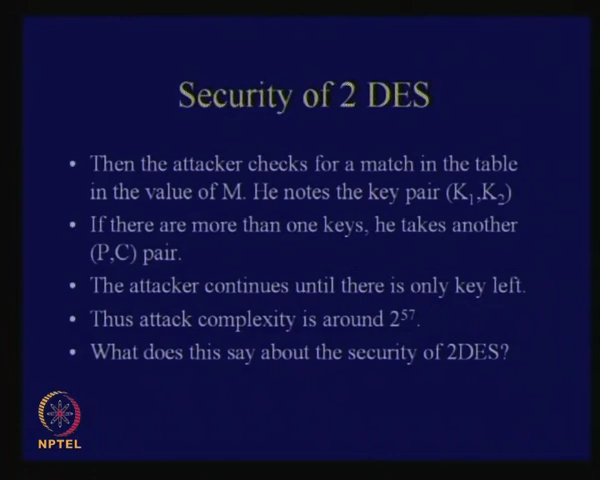 Security of 2 DES
• Then the attacker checks for a match in the table
in the value of M. He notes the key pair (K₁,K₂)
• If there are more than one keys, he takes another
(P,C) pair.
• The attacker continues until there is only key left.
• Thus attack complexity is around 2⁵⁷.
• What does this say about the security of 2DES?
NPTEL